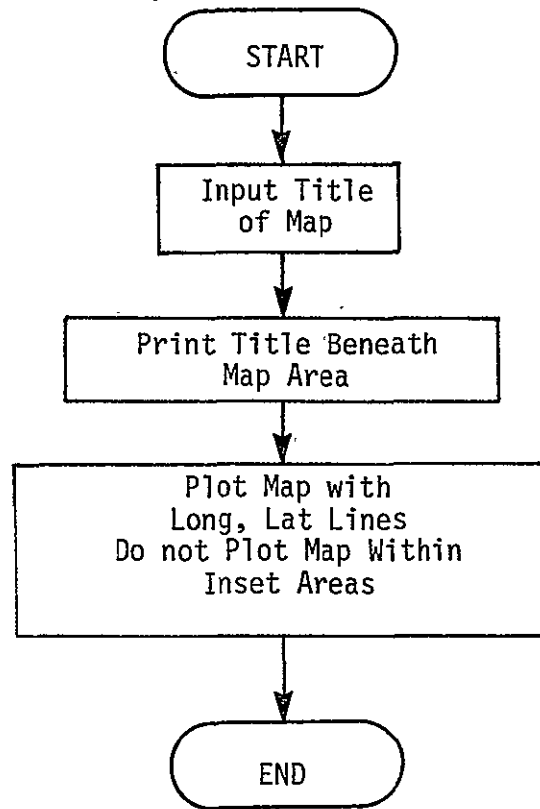 START
Input Title
of Map
Print Title Beneath
Map Area
Plot Map with
Long, Lat Lines
Do not Plot Map Within
Inset Areas
END